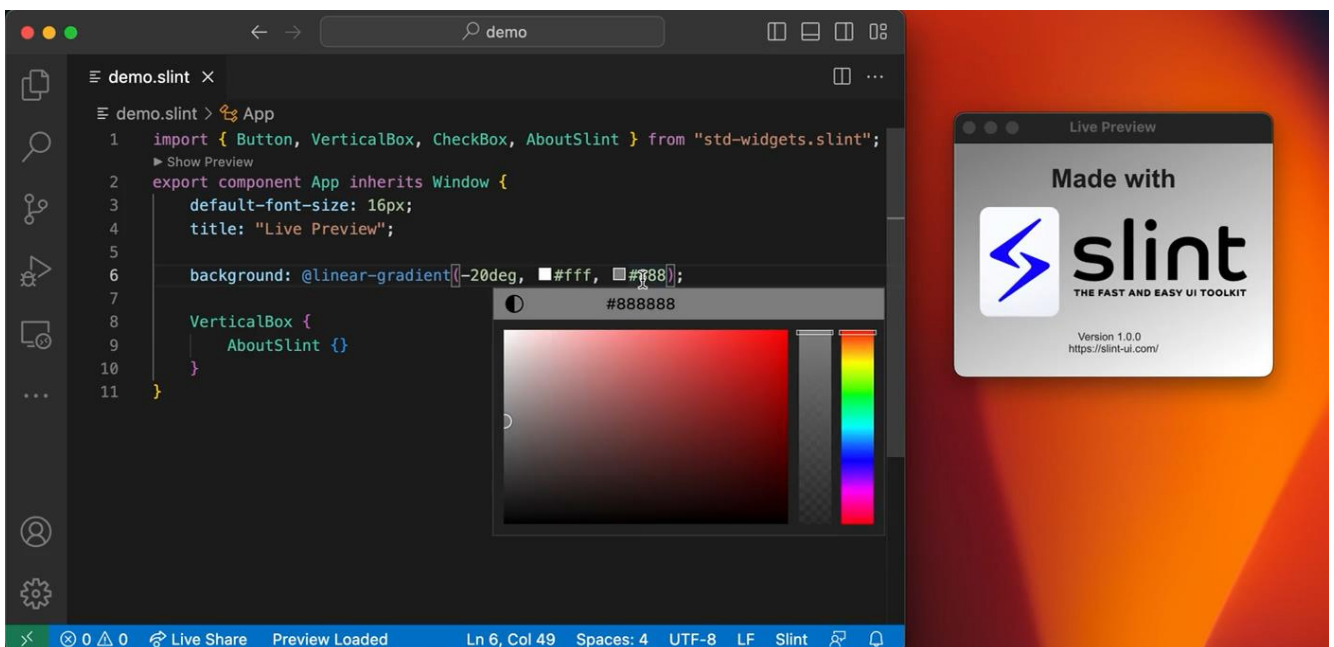 demo
demo.slint
demo.slint > App
1 import { Button, VerticalBox, CheckBox, AboutSlint } from "std-widgets.slint";
Show Preview
2 export component App inherits Window {
3 default-font-size: 16px;
4 title: "Live Preview";
5
6 background: @linear-gradient(-20deg, #fff, #888);
#888888
7
8 VerticalBox {
9 AboutSlint {}
10 }
11 }
0 0 Live Share Preview Loaded Ln 6, Col 49 Spaces: 4 UTF-8 LF Slint
Live Preview
Made with
slint
THE FAST AND EASY UI TOOLKIT
Version 1.0.0
https://slint-ui.com/